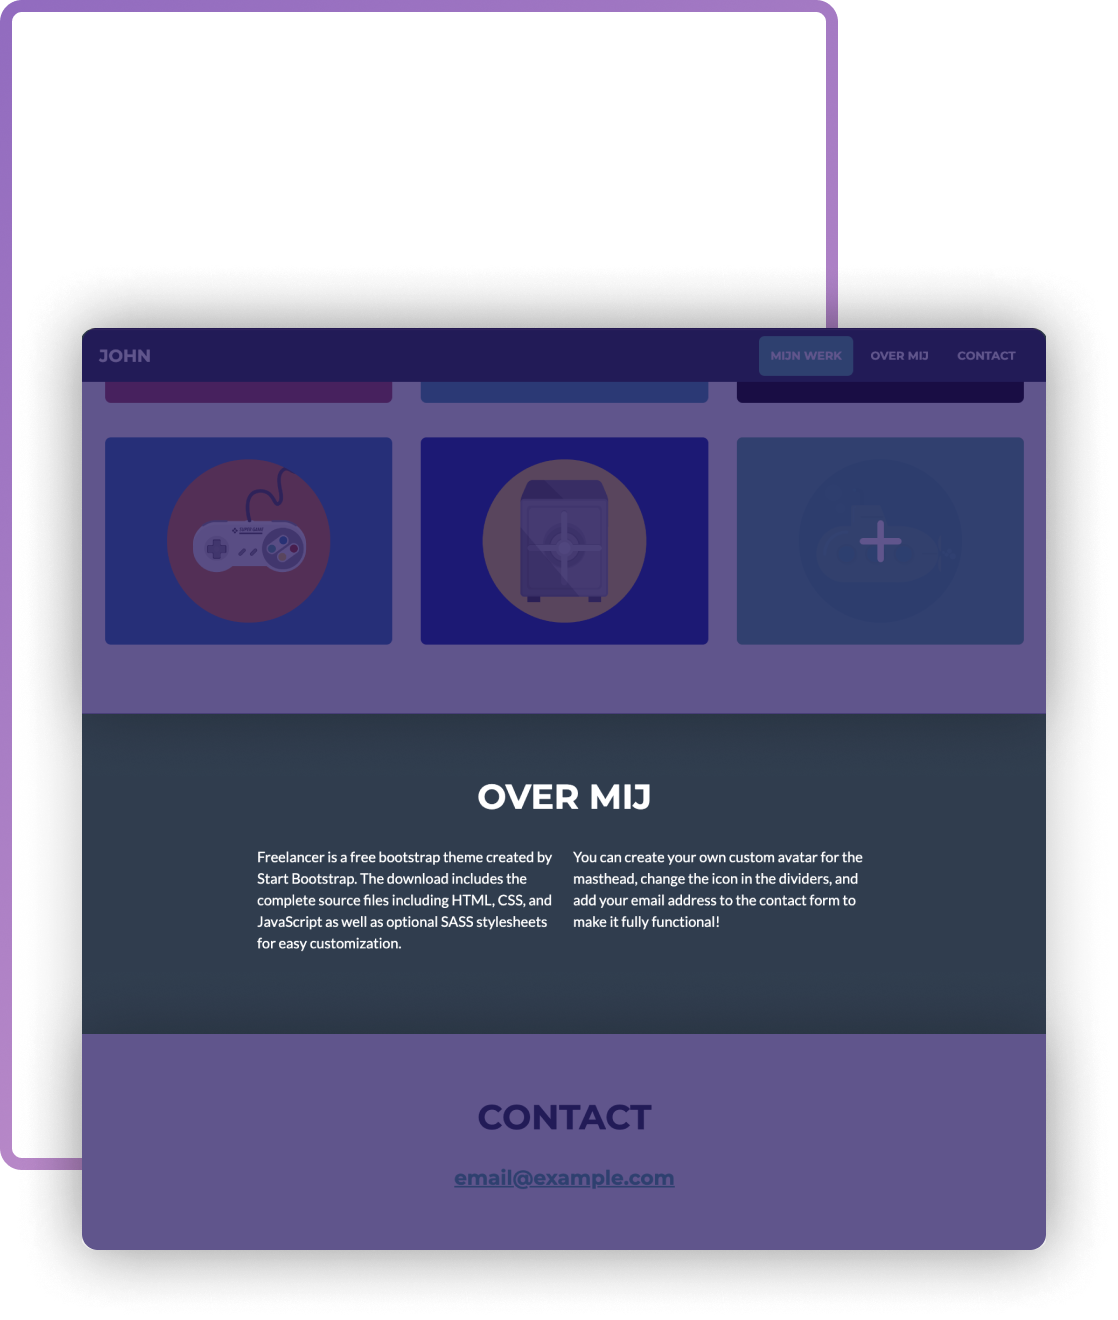 JOHN
MIJN WERK OVER MIJ CONTACT
SUPER GAME
OVER MIJ
Freelancer is a free bootstrap theme created by
Start Bootstrap. The download includes the
complete source files including HTML, CSS, and
JavaScript as well as optional SASS stylesheets
for easy customization.
You can create your own custom avatar for the
masthead, change the icon in the dividers, and
add your email address to the contact form to
make it fully functional!
CONTACT
email@example.com